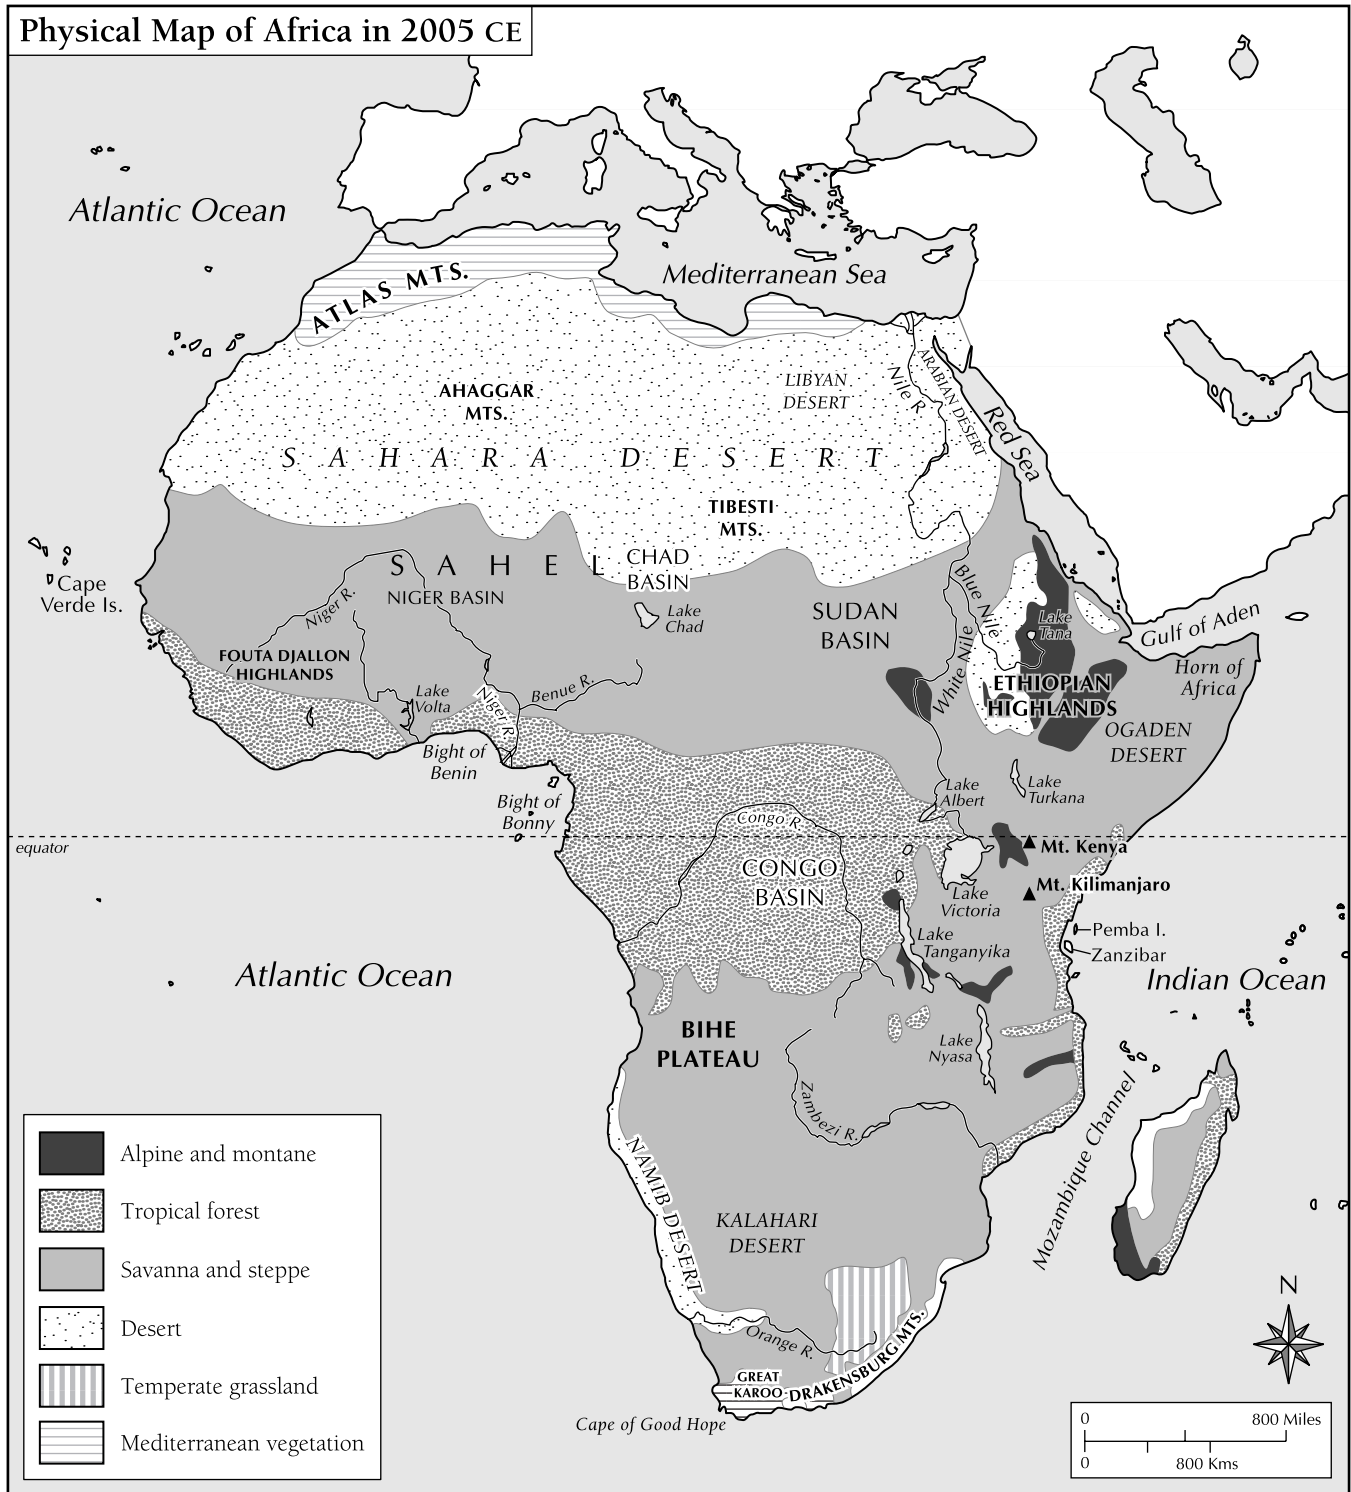 Physical Map of Africa in 2005 CE
Atlantic Ocean
Mediterranean Sea
ATLAS MTS.
AHAGGAR
MTS.
LIBYAN
DESERT
Nile R.
ARABIAN DESERT
Red Sea
SAHARA DESERT
TIBESTI
MTS.
Cape
Verde Is.
SAHEL
CHAD
BASIN
NIGER BASIN
Niger R.
Lake
Chad
SUDAN
BASIN
Blue Nile
White Nile
Lake
Tana
Gulf of Aden
Horn of
Africa
FOUTA DJALLON
HIGHLANDS
Lake
Volta
Niger R.
Benue R.
ETHIOPIAN
HIGHLANDS
OGADEN
DESERT
Bight of
Benin
Bight of
Bonny
Lake
Albert
Lake
Turkana
equator
Congo R.
CONGO
BASIN
Mt. Kenya
Mt. Kilimanjaro
Lake
Victoria
Lake
Tanganyika
Pemba I.
Zanzibar
Atlantic Ocean
Indian Ocean
BIHE
PLATEAU
Lake
Nyasa
Zambezi R.
Mozambique Channel
NAMIB DESERT
KALAHARI
DESERT
Orange R.
GREAT
KAROO
DRAKENSBURG MTS.
Cape of Good Hope
Alpine and montane
Tropical forest
Savanna and steppe
Desert
Temperate grassland
Mediterranean vegetation
N
0 800 Miles
0 800 Kms